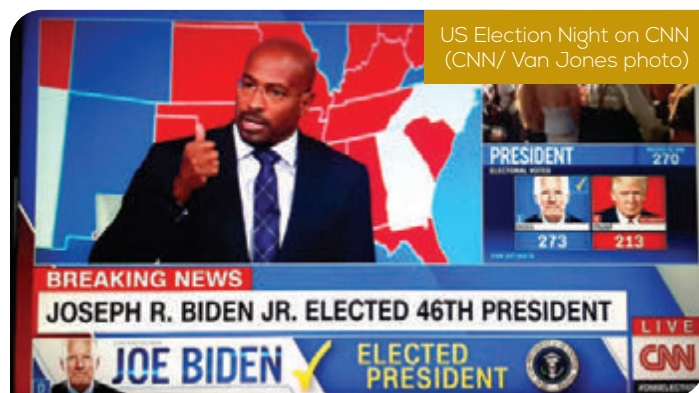 US Election Night on CNN
(CNN/ Van Jones photo)
PRESIDENT
270
ELECTORAL VOTES
273
213
BREAKING NEWS
JOSEPH R. BIDEN JR. ELECTED 46TH PRESIDENT
JOE BIDEN
ELECTED
PRESIDENT
LIVE
CNN